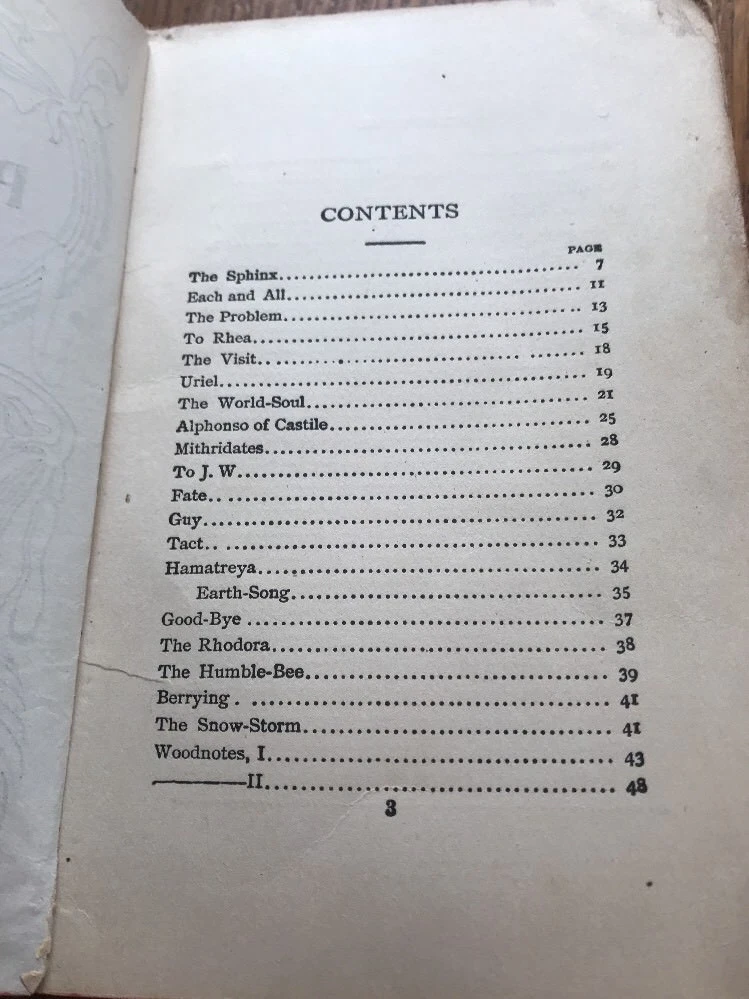 CONTENTS
PAGE
The Sphinx........................................ 7
Each and All....................................... 11
The Problem....................................... 13
To Rhea............................................ 15
The Visit........................................... 18
Uriel................................................ 19
The World-Soul.................................... 21
Alphonso of Castile................................. 25
Mithridates.......................................... 28
To J. W............................................. 29
Fate................................................. 30
Guy................................................. 32
Tact................................................. 33
Hamatreya.......................................... 34
Earth-Song....................................... 35
Good-Bye .......................................... 37
The Rhodora....................................... 38
The Humble-Bee................................... 39
Berrying . .......................................... 41
The Snow-Storm................................... 41
Woodnotes, I....................................... 43
————II....................................... 48
3